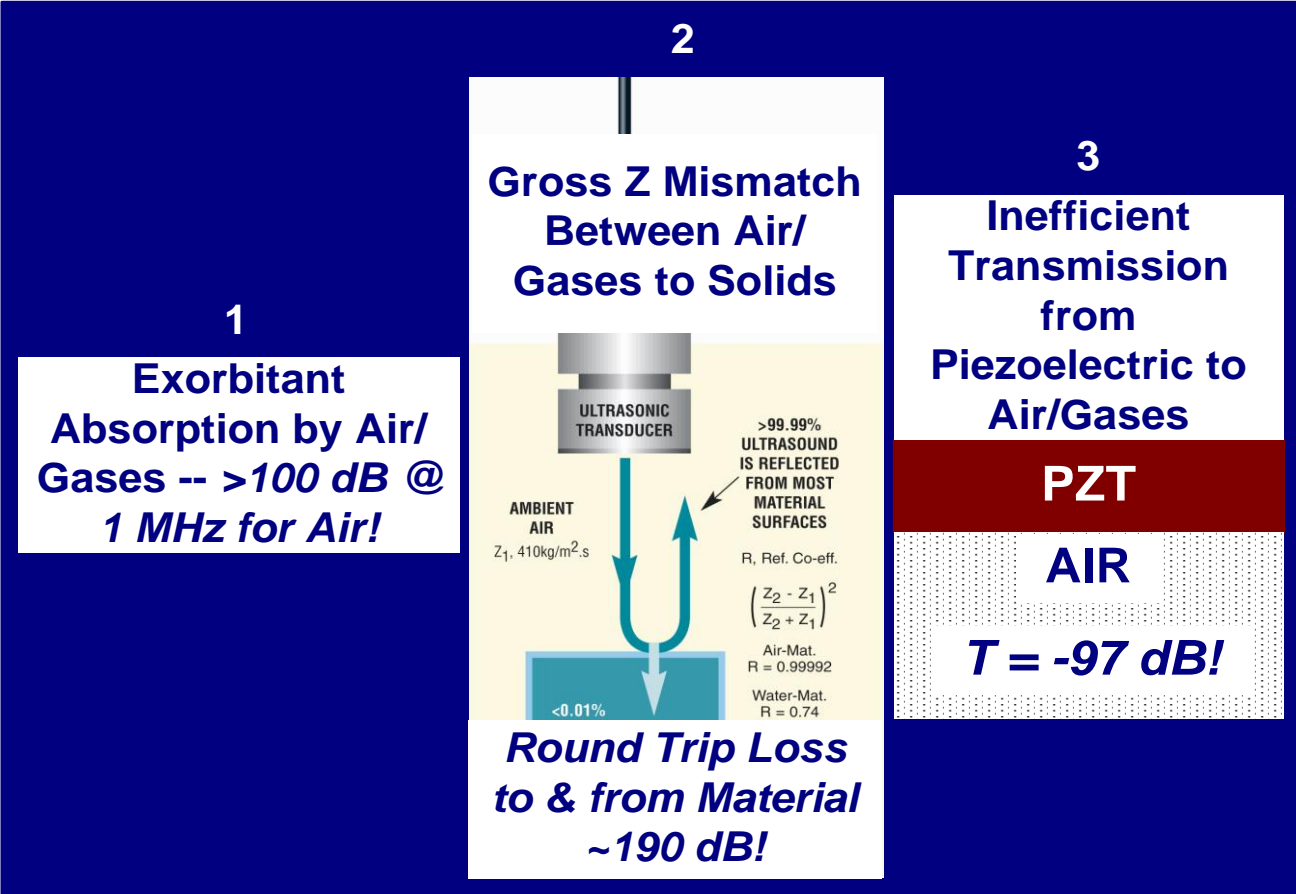 1
Exorbitant
Absorption by Air/
Gases -- >100 dB @
1 MHz for Air!
2
Gross Z Mismatch
Between Air/
Gases to Solids
ULTRASONIC
TRANSDUCER
>99.99%
ULTRASOUND
IS REFLECTED
FROM MOST
MATERIAL
SURFACES
AMBIENT
AIR
Z₁, 410kg/m².s
R, Ref. Co-eff.
(Z₂ - Z₁ / Z₂ + Z₁)²
Air-Mat.
R = 0.99992
Water-Mat.
R = 0.74
<0.01%
Round Trip Loss
to & from Material
~190 dB!
3
Inefficient
Transmission
from
Piezoelectric to
Air/Gases
PZT
AIR
T = -97 dB!